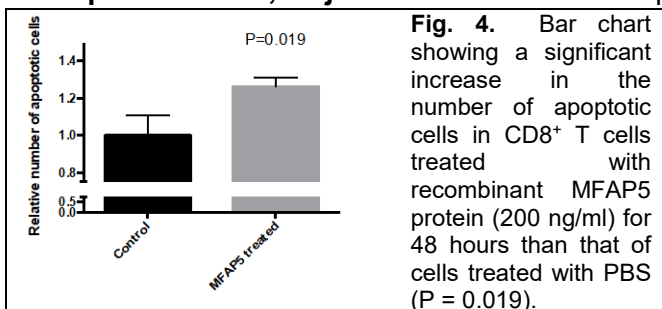 Relative number of apoptotic cells
1.4
1.2
1.0
0.8
0.5
0.0
P=0.019
Control
MFAP5 treated
Fig. 4. Bar chart
showing a significant
increase in the
number of apoptotic
cells in CD8⁺ T cells
treated with
recombinant MFAP5
protein (200 ng/ml) for
48 hours than that of
cells treated with PBS
(P = 0.019).